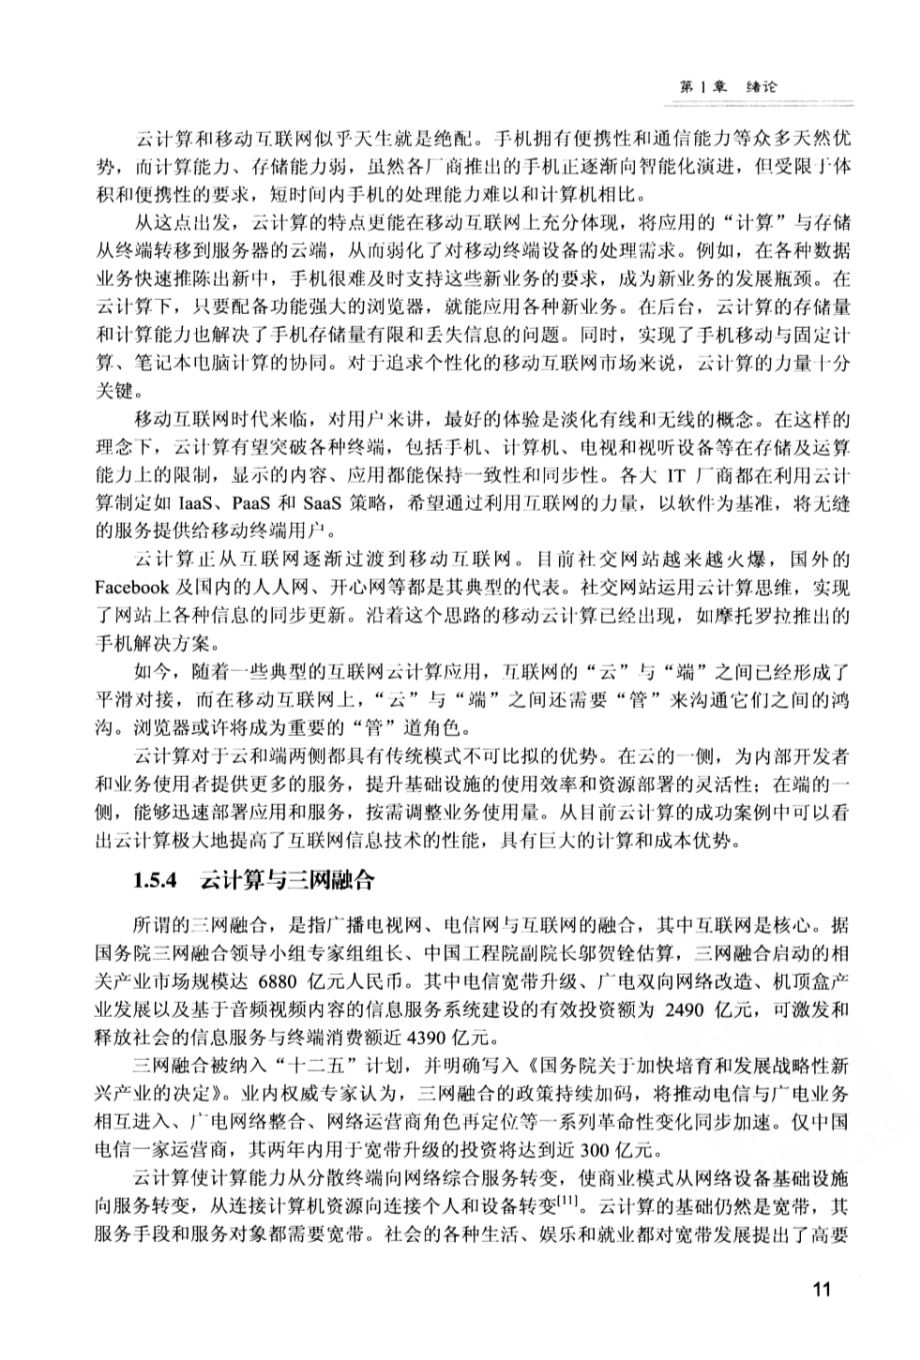 第1章 绪论
云计算和移动互联网似乎天生就是绝配。手机拥有便携性和通信能力等众多天然优
势，而计算能力、存储能力弱，虽然各厂商推出的手机正逐渐向智能化演进，但受限于体
积和便携性的要求，短时间内手机的处理能力难以和计算机相比。
从这点出发，云计算的特点更能在移动互联网上充分体现，将应用的“计算”与存储
从终端转移到服务器的云端，从而弱化了对移动终端设备的处理需求。例如，在各种数据
业务快速推陈出新中，手机很难及时支持这些新业务的要求，成为新业务的发展瓶颈。在
云计算下，只要配备功能强大的浏览器，就能应用各种新业务。在后台，云计算的存储量
和计算能力也解决了手机存储量有限和丢失信息的问题。同时，实现了手机移动与固定计
算、笔记本电脑计算的协同。对于追求个性化的移动互联网市场来说，云计算的力量十分
关键。
移动互联网时代来临，对用户来讲，最好的体验是淡化有线和无线的概念。在这样的
理念下，云计算有望突破各种终端，包括手机、计算机、电视和视听设备等在存储及运算
能力上的限制，显示的内容、应用都能保持一致性和同步性。各大 IT 厂商都在利用云计
算制定如 IaaS、PaaS 和 SaaS 策略，希望通过利用互联网的力量，以软件为基准，将无缝
的服务提供给移动终端用户。
云计算正从互联网逐渐过渡到移动互联网。目前社交网站越来越火爆，国外的
Facebook 及国内的人人网、开心网等都是其典型的代表。社交网站运用云计算思维，实现
了网站上各种信息的同步更新。沿着这个思路的移动云计算已经出现，如摩托罗拉推出的
手机解决方案。
如今，随着一些典型的互联网云计算应用，互联网的“云”与“端”之间已经形成了
平滑对接，而在移动互联网上，“云”与“端”之间还需要“管”来沟通它们之间的鸿
沟。浏览器或许将成为重要的“管”道角色。
云计算对于云和端两侧都具有传统模式不可比拟的优势。在云的一侧，为内部开发者
和业务使用者提供更多的服务，提升基础设施的使用效率和资源部署的灵活性；在端的一
侧，能够迅速部署应用和服务，按需调整业务使用量。从目前云计算的成功案例中可以看
出云计算极大地提高了互联网信息技术的性能，具有巨大的计算和成本优势。
1.5.4 云计算与三网融合
所谓的三网融合，是指广播电视网、电信网与互联网的融合，其中互联网是核心。据
国务院三网融合领导小组专家组组长、中国工程院副院长邬贺铨估算，三网融合启动的相
关产业市场规模达 6880 亿元人民币。其中电信宽带升级、广电双向网络改造、机顶盒产
业发展以及基于音频视频内容的信息服务系统建设的有效投资额为 2490 亿元，可激发和
释放社会的信息服务与终端消费额近 4390 亿元。
三网融合被纳入“十二五”计划，并明确写入《国务院关于加快培育和发展战略性新
兴产业的决定》。业内权威专家认为，三网融合的政策持续加码，将推动电信与广电业务
相互进入、广电网络整合、网络运营商角色再定位等一系列革命性变化同步加速。仅中国
电信一家运营商，其两年内用于宽带升级的投资将达到近 300 亿元。
云计算使计算能力从分散终端向网络综合服务转变，使商业模式从网络设备基础设施
向服务转变，从连接计算机资源向连接个人和设备转变[11]。云计算的基础仍然是宽带，其
服务手段和服务对象都需要宽带。社会的各种生活、娱乐和就业都对宽带发展提出了高要
11